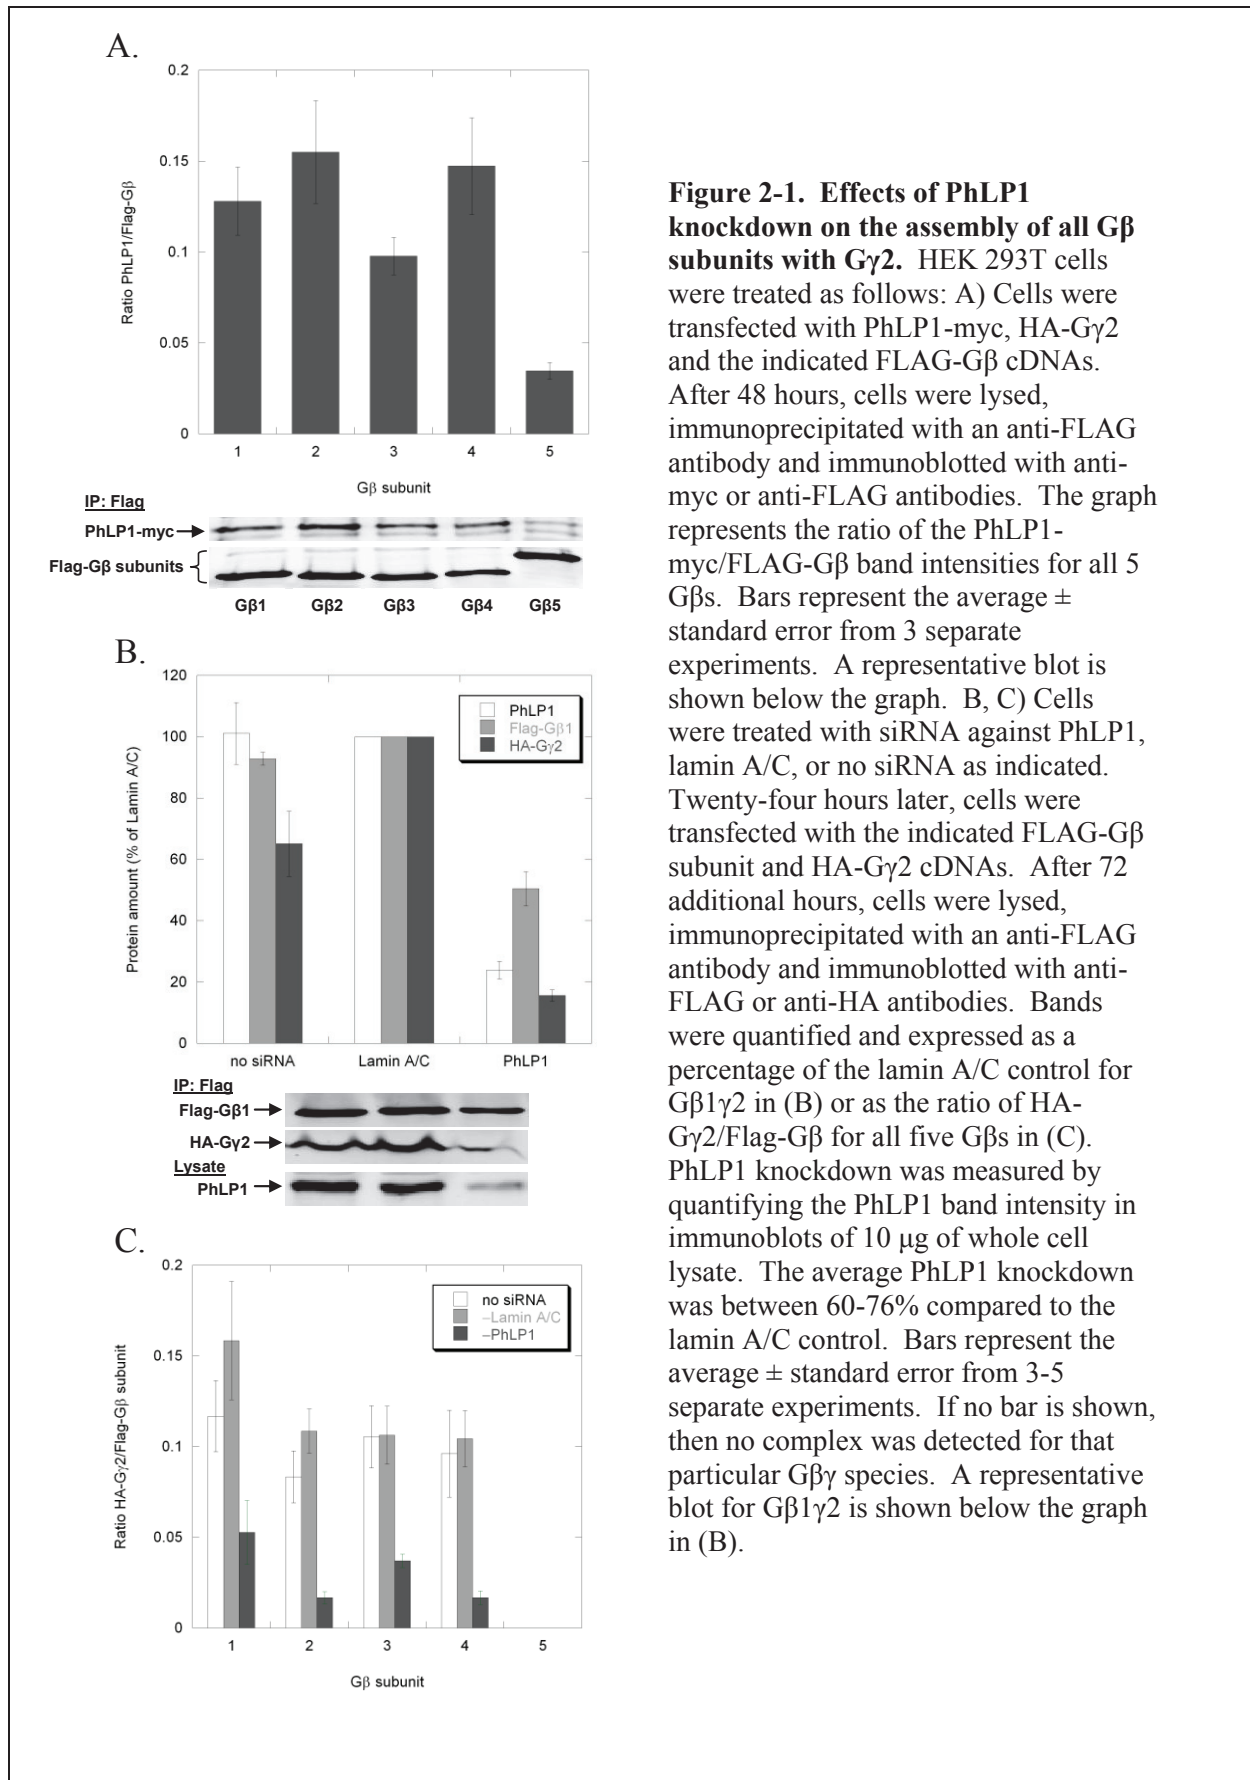 A.
0.2
0.15
0.1
0.05
0
Ratio PhLP1/Flag-Gβ
1 2 3 4 5
Gβ subunit
IP: Flag
PhLP1-myc
Flag-Gβ subunits
Gβ1 Gβ2 Gβ3 Gβ4 Gβ5
B.
120
100
80
60
40
20
0
Protein amount (% of Lamin A/C)
PhLP1
Flag-Gβ1
HA-Gγ2
no siRNA Lamin A/C PhLP1
IP: Flag
Flag-Gβ1
HA-Gγ2
Lysate
PhLP1
C.
0.2
0.15
0.1
0.05
0
Ratio HA-Gγ2/Flag-Gβ subunit
no siRNA
–Lamin A/C
–PhLP1
1 2 3 4 5
Gβ subunit
Figure 2-1. Effects of PhLP1
knockdown on the assembly of all Gβ
subunits with Gγ2. HEK 293T cells
were treated as follows: A) Cells were
transfected with PhLP1-myc, HA-Gγ2
and the indicated FLAG-Gβ cDNAs.
After 48 hours, cells were lysed,
immunoprecipitated with an anti-FLAG
antibody and immunoblotted with anti-
myc or anti-FLAG antibodies. The graph
represents the ratio of the PhLP1-
myc/FLAG-Gβ band intensities for all 5
Gβs. Bars represent the average ±
standard error from 3 separate
experiments. A representative blot is
shown below the graph. B, C) Cells
were treated with siRNA against PhLP1,
lamin A/C, or no siRNA as indicated.
Twenty-four hours later, cells were
transfected with the indicated FLAG-Gβ
subunit and HA-Gγ2 cDNAs. After 72
additional hours, cells were lysed,
immunoprecipitated with an anti-FLAG
antibody and immunoblotted with anti-
FLAG or anti-HA antibodies. Bands
were quantified and expressed as a
percentage of the lamin A/C control for
Gβ1γ2 in (B) or as the ratio of HA-
Gγ2/Flag-Gβ for all five Gβs in (C).
PhLP1 knockdown was measured by
quantifying the PhLP1 band intensity in
immunoblots of 10 μg of whole cell
lysate. The average PhLP1 knockdown
was between 60-76% compared to the
lamin A/C control. Bars represent the
average ± standard error from 3-5
separate experiments. If no bar is shown,
then no complex was detected for that
particular Gβγ species. A representative
blot for Gβ1γ2 is shown below the graph
in (B).